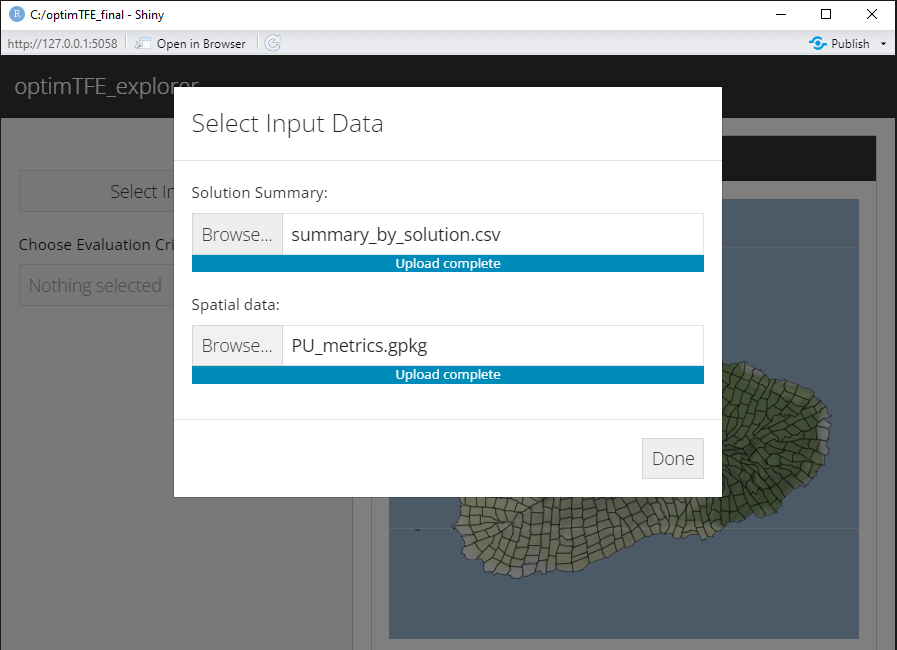 C:/optimTFE_final - Shiny
http://127.0.0.1:5058 Open in Browser Publish
optimTFE_explorer
Select Input Data
Select In
Choose Evaluation Cri
Nothing selected
Solution Summary:
Browse... summary_by_solution.csv
Upload complete
Spatial data:
Browse... PU_metrics.gpkg
Upload complete
Done